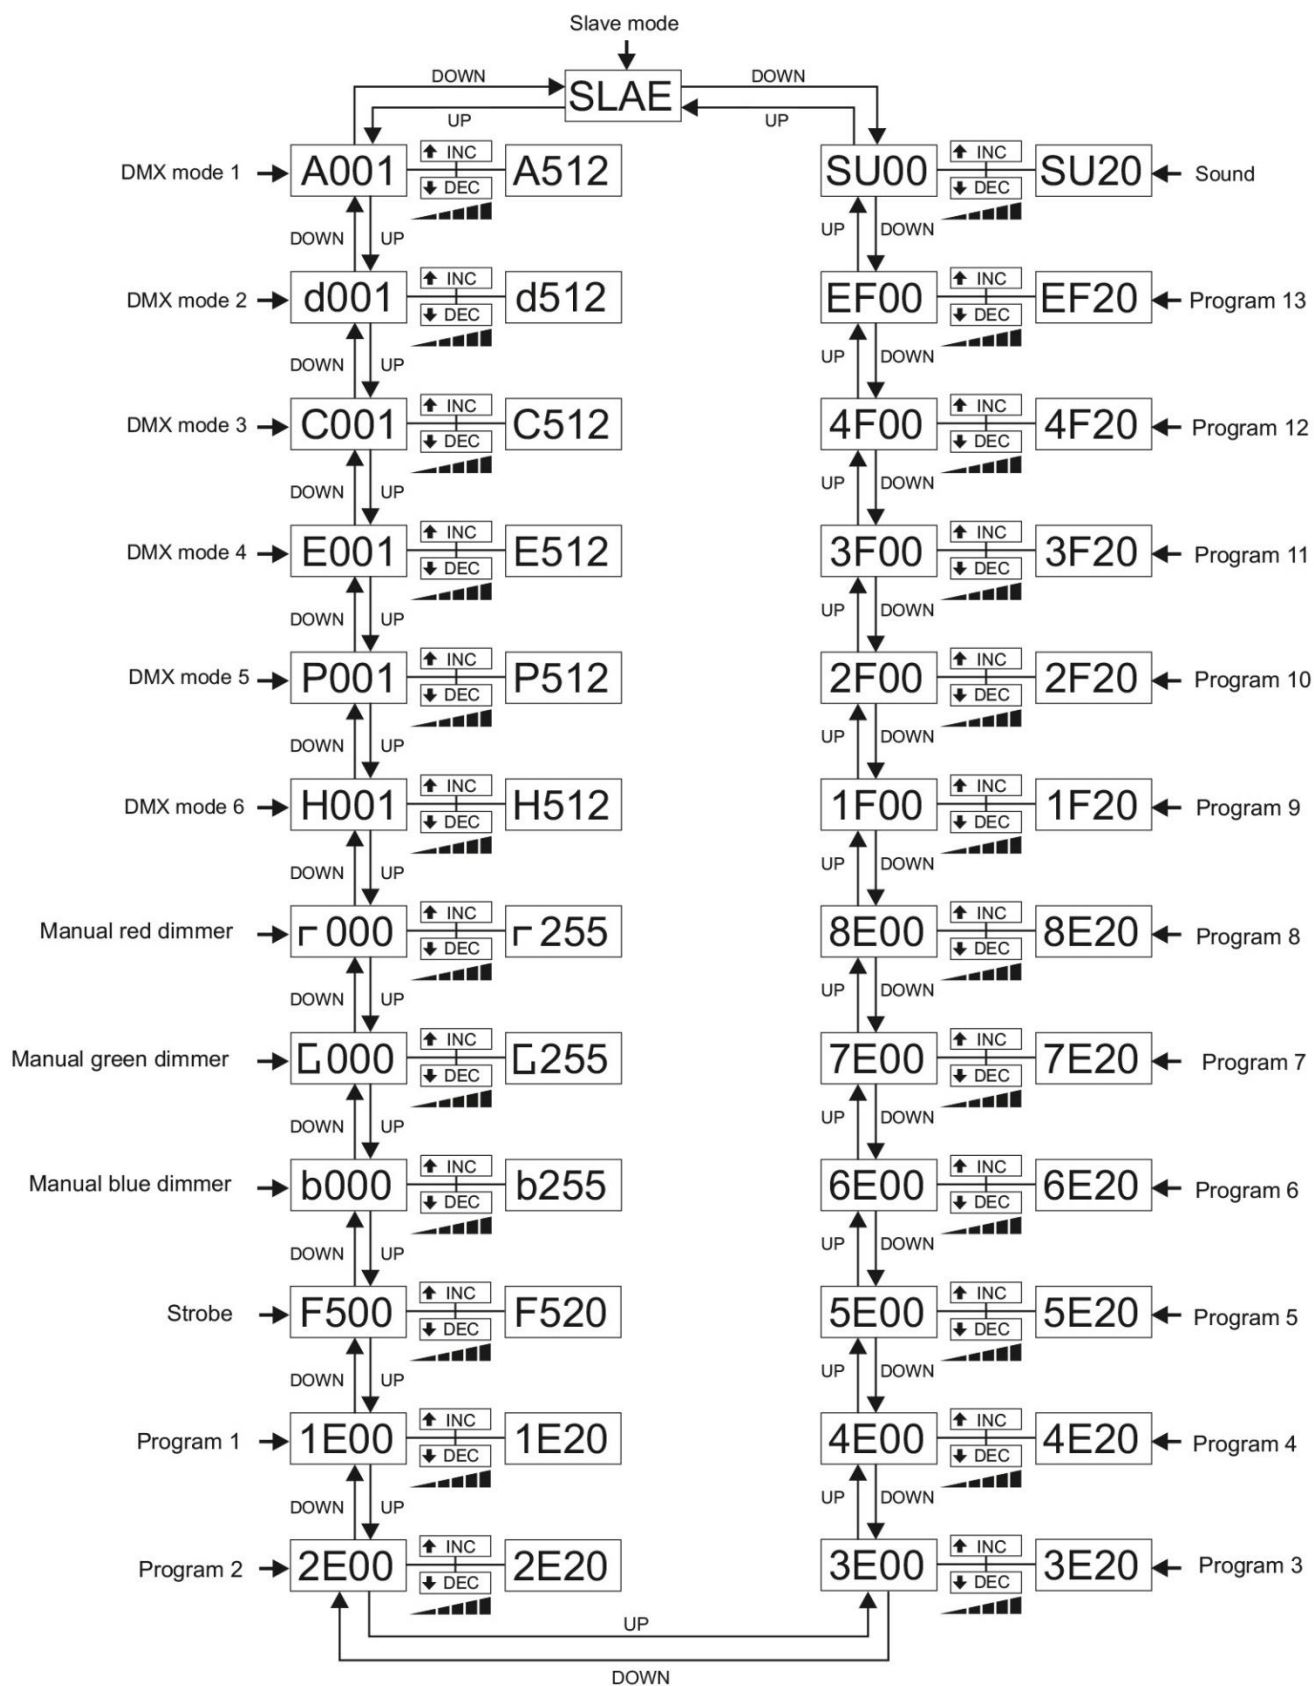 Slave mode
DOWN SLAE DOWN
UP UP
DMX mode 1 A001 INC DEC A512 SU00 INC DEC SU20 Sound
DOWN UP UP DOWN
DMX mode 2 d001 INC DEC d512 EF00 INC DEC EF20 Program 13
DOWN UP UP DOWN
DMX mode 3 C001 INC DEC C512 4F00 INC DEC 4F20 Program 12
DOWN UP UP DOWN
DMX mode 4 E001 INC DEC E512 3F00 INC DEC 3F20 Program 11
DOWN UP UP DOWN
DMX mode 5 P001 INC DEC P512 2F00 INC DEC 2F20 Program 10
DOWN UP UP DOWN
DMX mode 6 H001 INC DEC H512 1F00 INC DEC 1F20 Program 9
DOWN UP UP DOWN
Manual red dimmer r000 INC DEC r255 8E00 INC DEC 8E20 Program 8
DOWN UP UP DOWN
Manual green dimmer G000 INC DEC G255 7E00 INC DEC 7E20 Program 7
DOWN UP UP DOWN
Manual blue dimmer b000 INC DEC b255 6E00 INC DEC 6E20 Program 6
DOWN UP UP DOWN
Strobe F500 INC DEC F520 5E00 INC DEC 5E20 Program 5
DOWN UP UP DOWN
Program 1 1E00 INC DEC 1E20 4E00 INC DEC 4E20 Program 4
DOWN UP UP DOWN
Program 2 2E00 INC DEC 2E20 3E00 INC DEC 3E20 Program 3
UP
DOWN